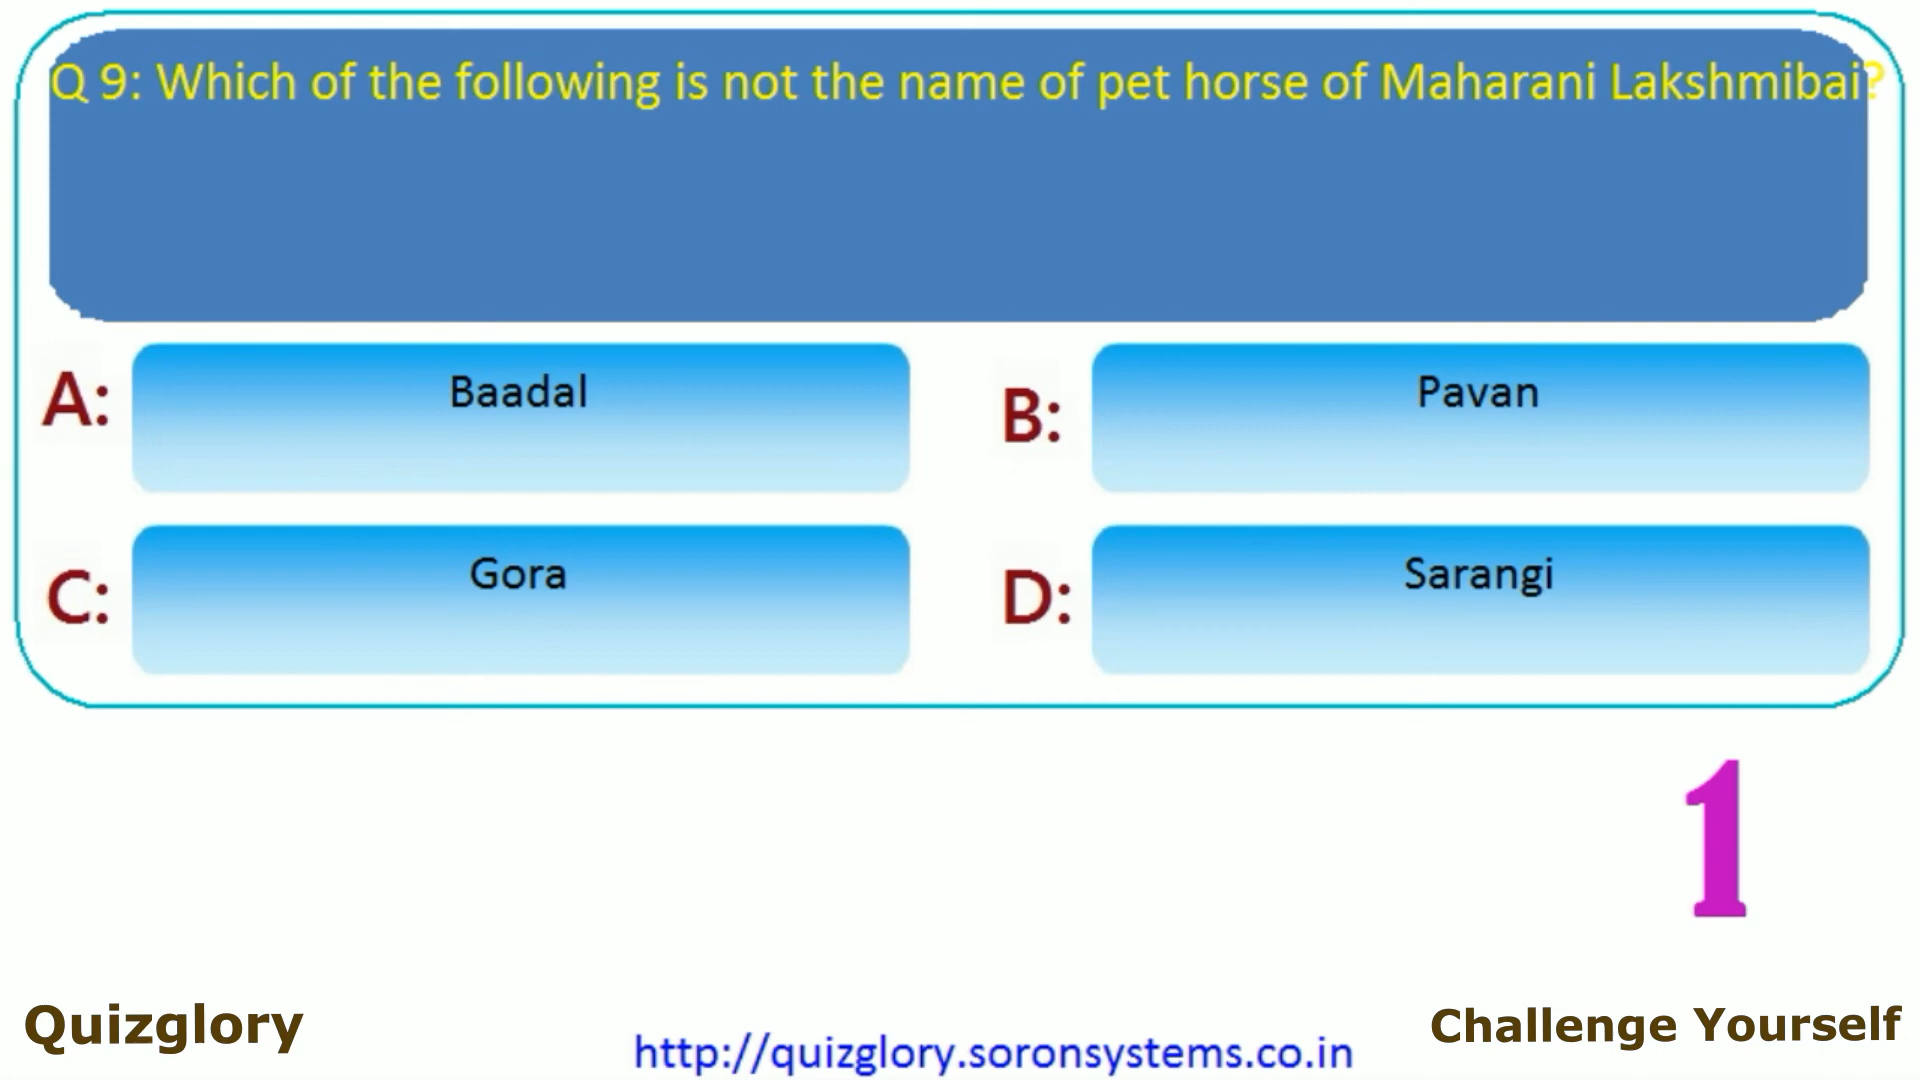 Q 9: Which of the following is not the name of pet horse of Maharani Lakshmibai?
A: Baadal
B: Pavan
C: Gora
D: Sarangi
1
Quizglory
http://quizglory.soronsystems.co.in
Challenge Yourself